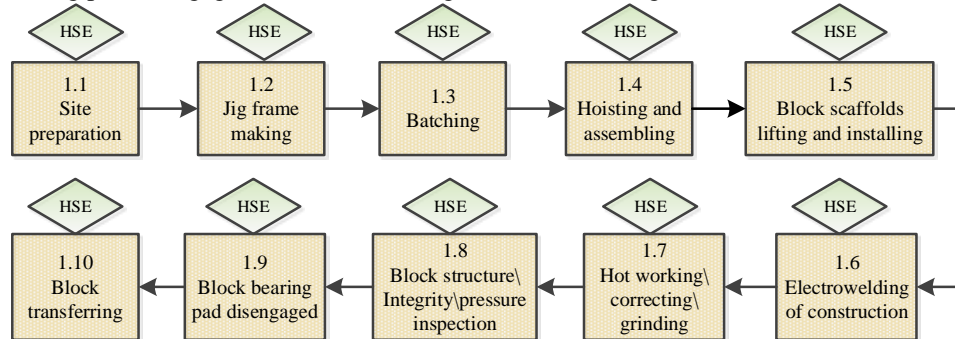 HSE
HSE
HSE
HSE
HSE
1.1
Site
preparation
1.2
Jig frame
making
1.3
Batching
1.4
Hoisting and
assembling
1.5
Block scaffolds
lifting and installing
HSE
HSE
HSE
HSE
HSE
1.10
Block
transferring
1.9
Block bearing
pad disengaged
1.8
Block structure\
Integrity\pressure
inspection
1.7
Hot working\
correcting\
grinding
1.6
Electrowelding
of construction